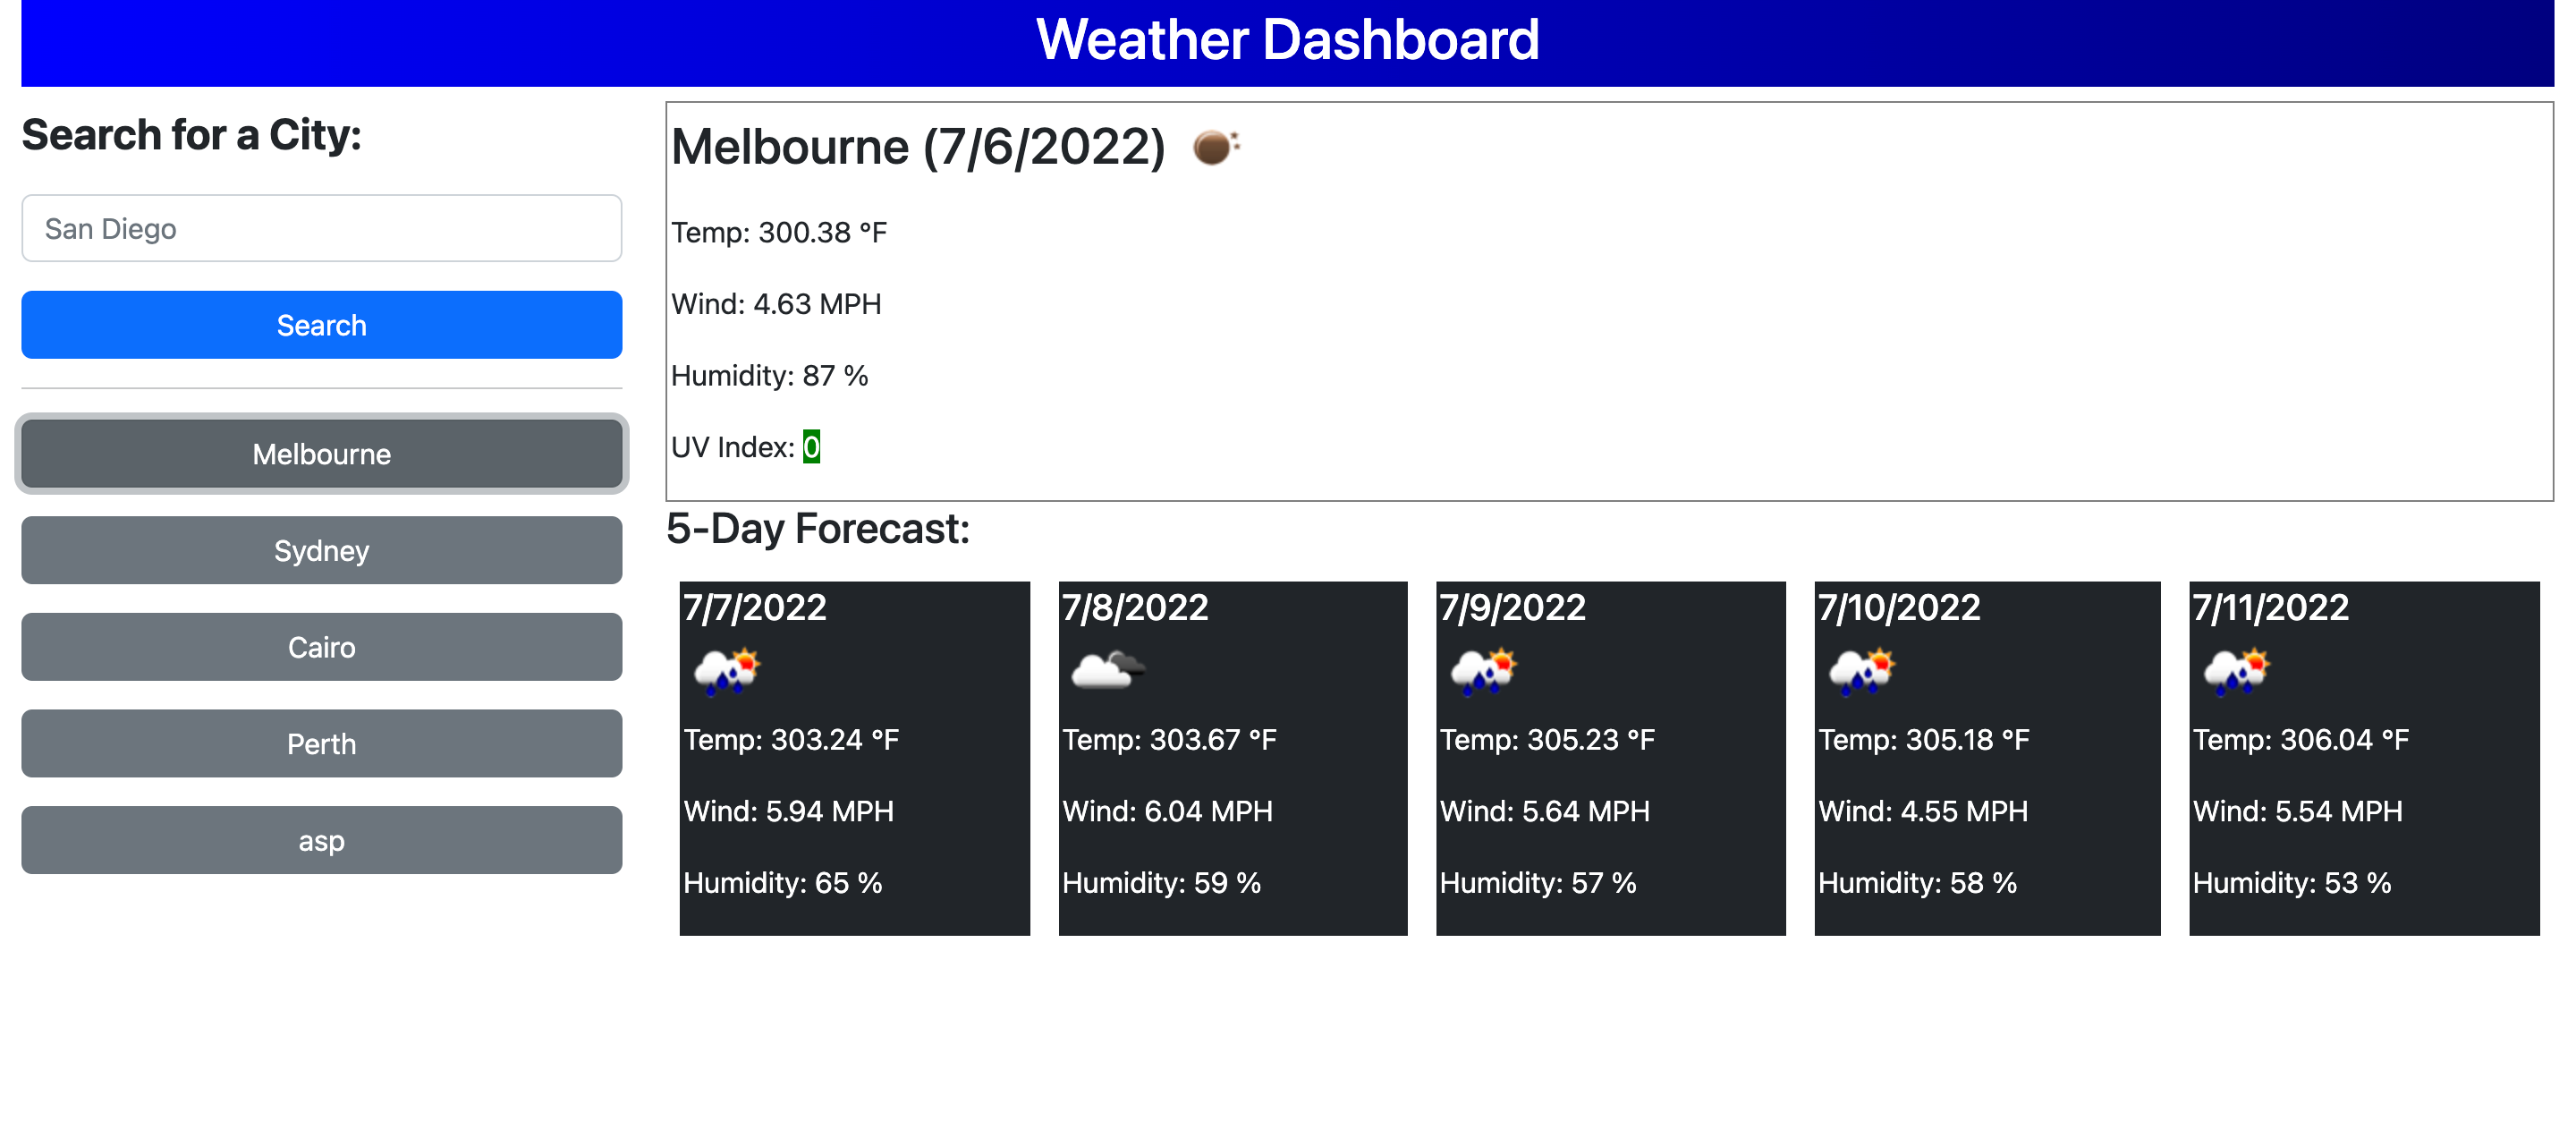 Weather Dashboard
Search for a City:
San Diego
Search
Melbourne
Sydney
Cairo
Perth
asp
Melbourne (7/6/2022)
Temp: 300.38 °F
Wind: 4.63 MPH
Humidity: 87 %
UV Index: 0
5-Day Forecast:
7/7/2022
Temp: 303.24 °F
Wind: 5.94 MPH
Humidity: 65 %
7/8/2022
Temp: 303.67 °F
Wind: 6.04 MPH
Humidity: 59 %
7/9/2022
Temp: 305.23 °F
Wind: 5.64 MPH
Humidity: 57 %
7/10/2022
Temp: 305.18 °F
Wind: 4.55 MPH
Humidity: 58 %
7/11/2022
Temp: 306.04 °F
Wind: 5.54 MPH
Humidity: 53 %